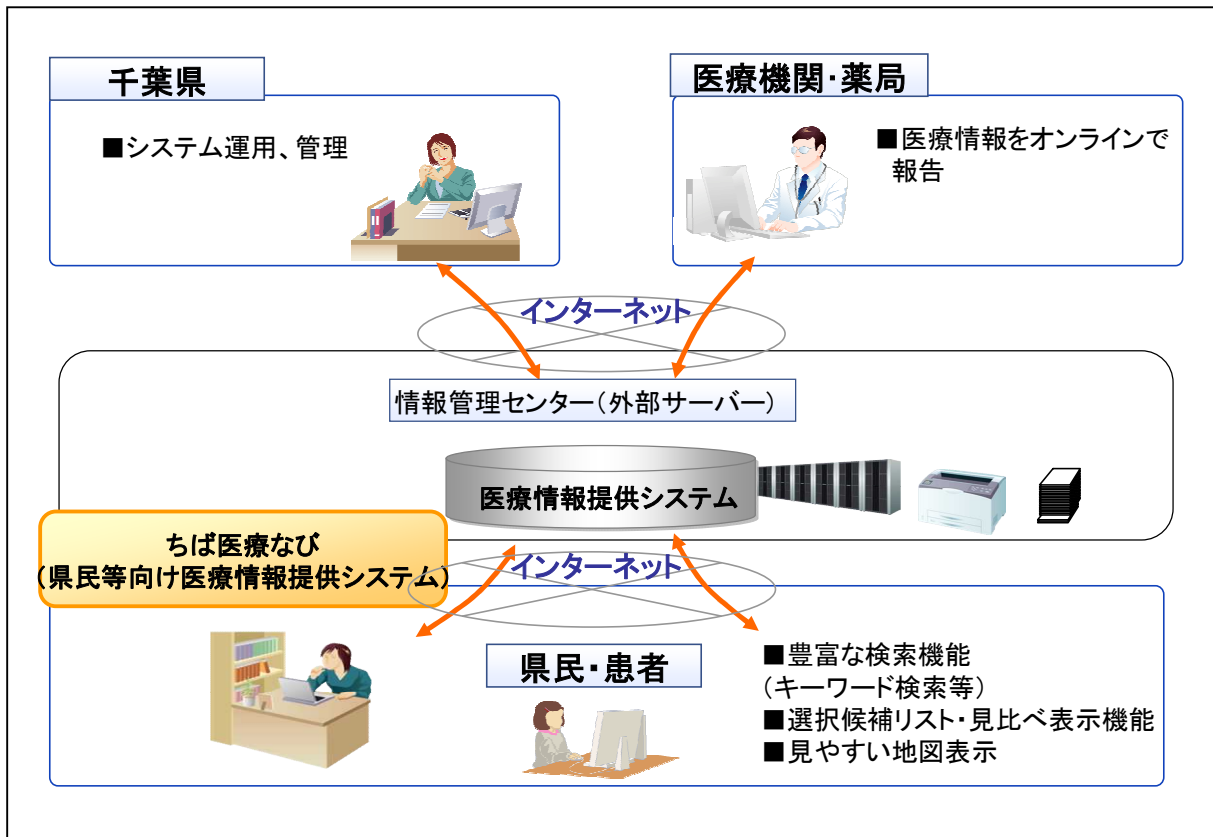 千葉県
■システム運用、管理
医療機関・薬局
■医療情報をオンラインで
報告
インターネット
情報管理センター（外部サーバー）
医療情報提供システム
ちば医療なび
（県民等向け医療情報提供システム）
インターネット
県民・患者
■豊富な検索機能
（キーワード検索等）
■選択候補リスト・見比べ表示機能
■見やすい地図表示